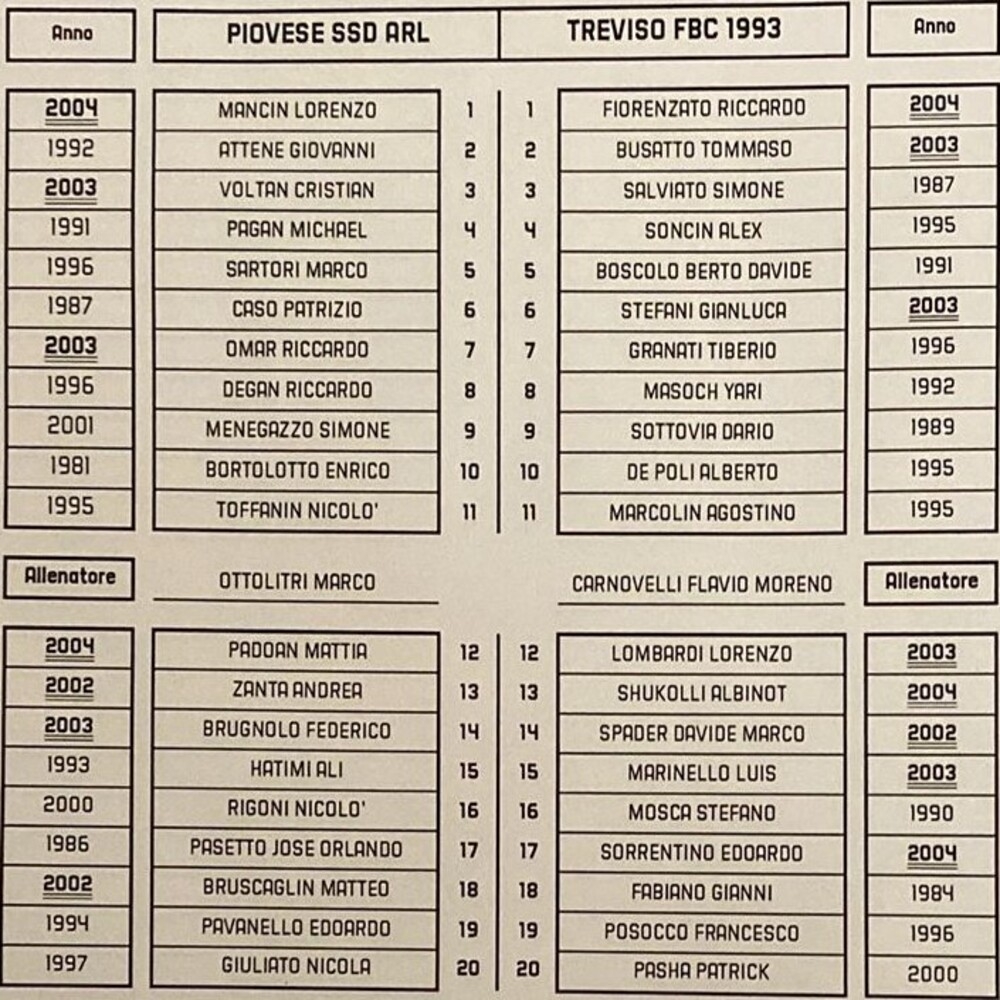 Anno PIOVESE SSD ARL TREVISO FBC 1993 Anno
2004 MANCIN LORENZO 1 1 FIORENZATO RICCARDO 2004
1992 ATTENE GIOVANNI 2 2 BUSATTO TOMMASO 2003
2003 VOLTAN CRISTIAN 3 3 SALVIATO SIMONE 1987
1991 PAGAN MICHAEL 4 4 SONCIN ALEX 1995
1996 SARTORI MARCO 5 5 BOSCOLO BERTO DAVIDE 1991
1987 CASO PATRIZIO 6 6 STEFANI GIANLUCA 2003
2003 OMAR RICCARDO 7 7 GRANATI TIBERIO 1996
1996 DEGAN RICCARDO 8 8 MASOCH YARI 1992
2001 MENEGAZZO SIMONE 9 9 SOTTOVIA DARIO 1989
1981 BORTOLOTTO ENRICO 10 10 DE POLI ALBERTO 1995
1995 TOFFANIN NICOLO' 11 11 MARCOLIN AGOSTINO 1995
Allenatore OTTOLITRI MARCO CARNOVELLI FLAVIO MORENO Allenatore
2004 PADOAN MATTIA 12 12 LOMBARDI LORENZO 2003
2002 ZANTA ANDREA 13 13 SHUKOLLI ALBINOT 2004
2003 BRUGNOLO FEDERICO 14 14 SPADER DAVIDE MARCO 2002
1993 HATIMI ALI 15 15 MARINELLO LUIS 2003
2000 RIGONI NICOLO' 16 16 MOSCA STEFANO 1990
1986 PASETTO JOSE ORLANDO 17 17 SORRENTINO EDOARDO 2004
2002 BRUSCAGLIN MATTEO 18 18 FABIANO GIANNI 1984
1994 PAVANELLO EDOARDO 19 19 POSOCCO FRANCESCO 1996
1997 GIULIATO NICOLA 20 20 PASHA PATRICK 2000